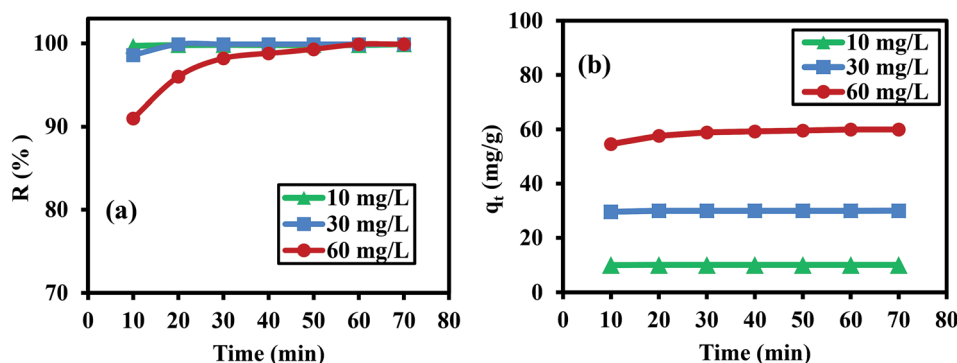 100
90
80
70
R (% )
(a)
10 mg/L
30 mg/L
60 mg/L
0 10 20 30 40 50 60 70 80
Time (min)
100
80
60
40
20
0
qt (mg/g)
(b)
10 mg/L
30 mg/L
60 mg/L
0 10 20 30 40 50 60 70 80
Time (min)